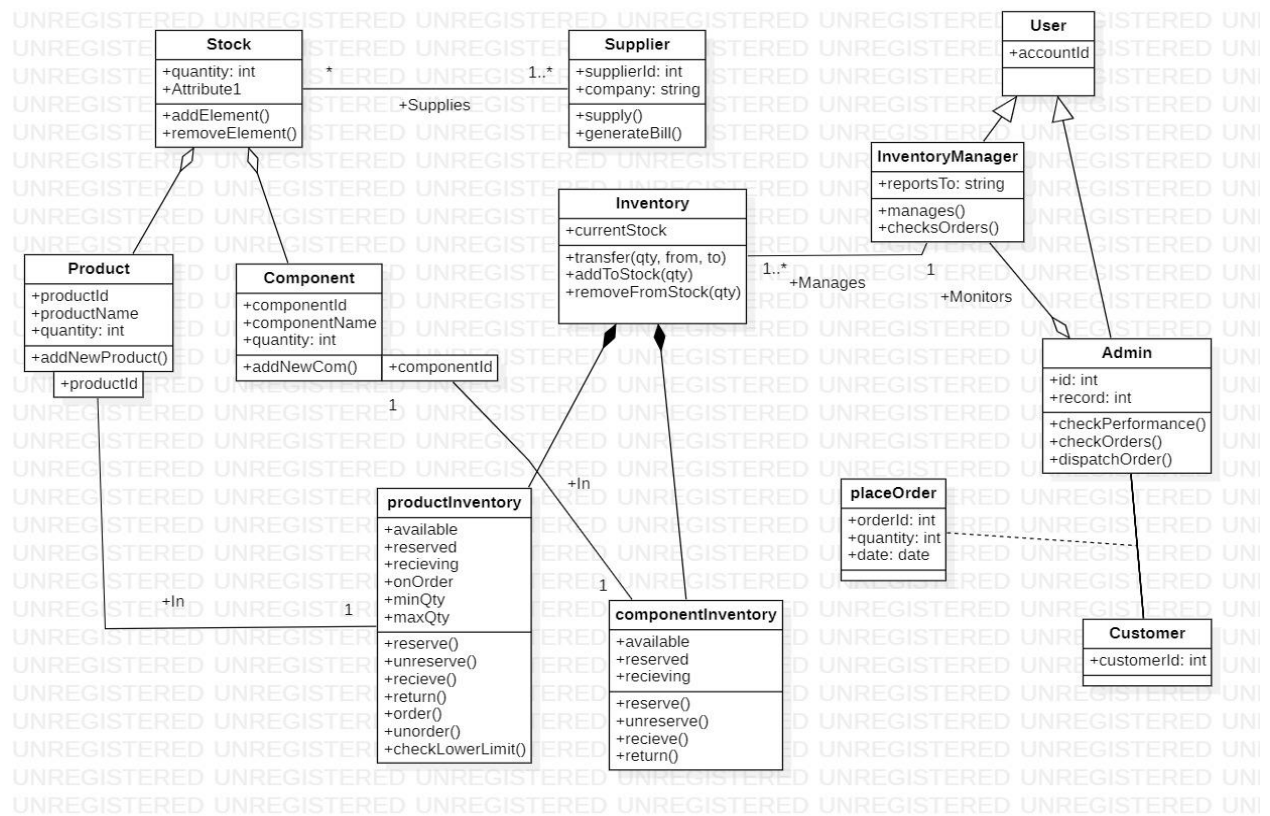 Stock
+quantity: int
+Attribute1
+addElement()
+removeElement()
*
1..*
+Supplies
Supplier
+supplierId: int
+company: string
+supply()
+generateBill()
User
+accountId
InventoryManager
+reportsTo: string
+manages()
+checksOrders()
Inventory
+currentStock
+transfer(qty, from, to)
+addToStock(qty)
+removeFromStock(qty)
1..*
+Manages
1
+Monitors
Product
+productId
+productName
+quantity: int
+addNewProduct()
+productId
Component
+componentId
+componentName
+quantity: int
+addNewCom()
+componentId
1
+In
1
Admin
+id: int
+record: int
+checkPerformance()
+checkOrders()
+dispatchOrder()
placeOrder
+orderId: int
+quantity: int
+date: date
productInventory
+available
+reserved
+recieving
+onOrder
+minQty
+maxQty
+reserve()
+unreserve()
+recieve()
+return()
+order()
+unorder()
+checkLowerLimit()
+In
1
componentInventory
+available
+reserved
+recieving
+reserve()
+unreserve()
+recieve()
+return()
Customer
+customerId: int
UNREGISTERED